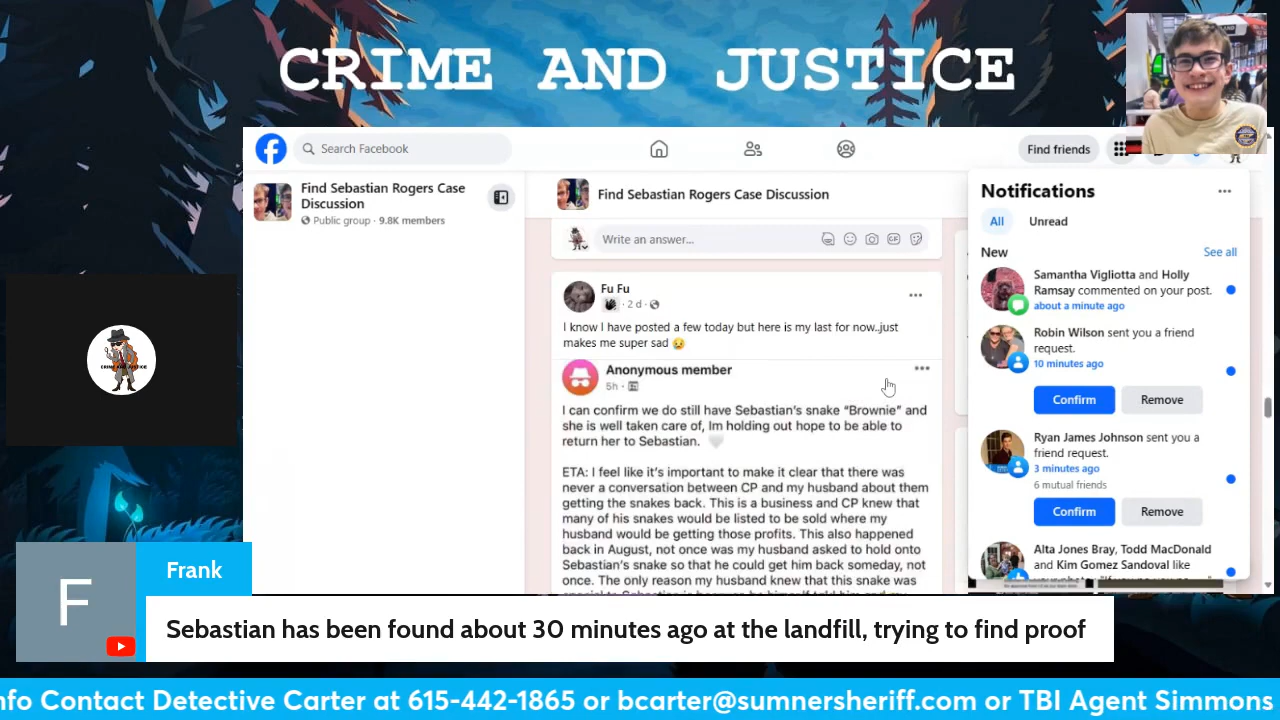 CRIME AND JUSTICE
Search Facebook
Find friends
Find Sebastian Rogers Case
Discussion
Public group · 9.8K members
Find Sebastian Rogers Case Discussion
Write an answer...
GIF
Fu Fu
2 d
I know I have posted a few today but here is my last for now..just
makes me super sad 😢
Anonymous member
5h
I can confirm we do still have Sebastian's snake “Brownie” and
she is well taken care of, Im holding out hope to be able to
return her to Sebastian. 🤍
ETA: I feel like it's important to make it clear that there was
never a conversation between CP and my husband about them
getting the snakes back. This is a business and CP knew that
many of his snakes would be listed to be sold where my
husband would be getting those profits. This also happened
back in August, not once was my husband asked to hold onto
Sebastian's snake so that he could get him back someday, not
once. The only reason my husband knew that this snake was
Notifications
All
Unread
New
See all
Samantha Vigliotta and Holly
Ramsay commented on your post.
about a minute ago
Robin Wilson sent you a friend
request.
10 minutes ago
Confirm
Remove
Ryan James Johnson sent you a
friend request.
3 minutes ago
6 mutual friends
Confirm
Remove
Alta Jones Bray, Todd MacDonald
and Kim Gomez Sandoval like
CRIME AND JUSTICE
F
Frank
Sebastian has been found about 30 minutes ago at the landfill, trying to find proof
nfo Contact Detective Carter at 615-442-1865 or bcarter@sumnersheriff.com or TBI Agent Simmons